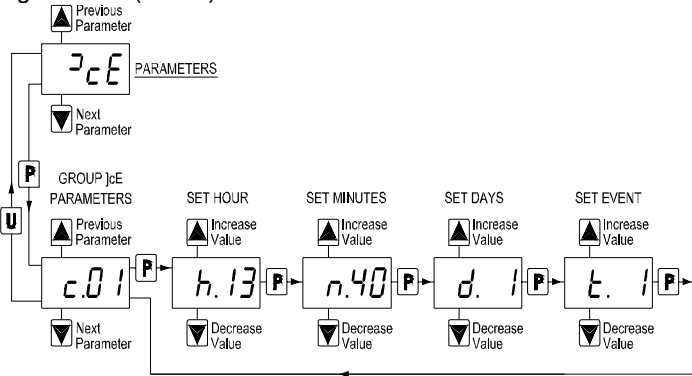 Previous
Parameter
]cE
PARAMETERS
Next
Parameter
P
U
GROUP ]cE
PARAMETERS
SET HOUR
SET MINUTES
SET DAYS
SET EVENT
Previous
Parameter
Increase
Value
Increase
Value
Increase
Value
Increase
Value
c.01
P
h.13
P
n.40
P
d. 1
P
t. 1
P
Next
Parameter
Decrease
Value
Decrease
Value
Decrease
Value
Decrease
Value